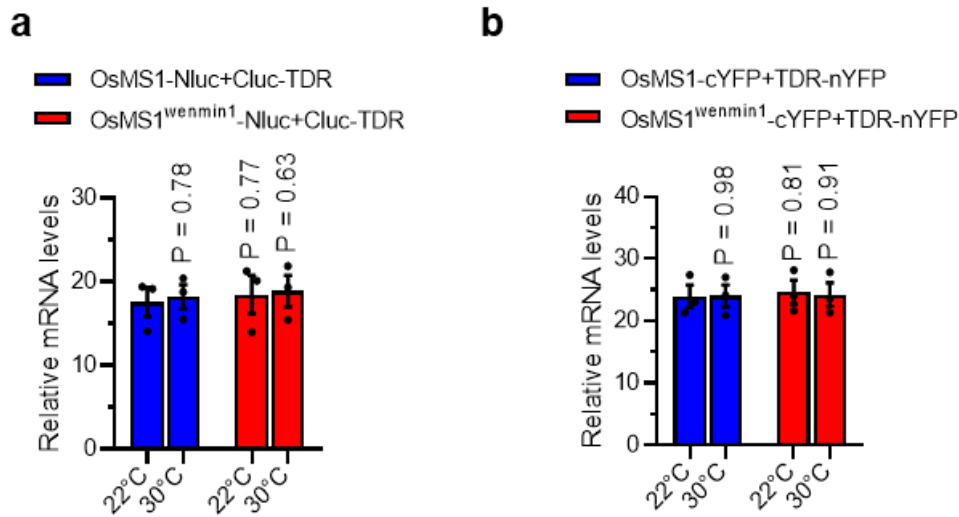 a
OsMS1-Nluc+Cluc-TDR
OsMS1wenmin1-Nluc+Cluc-TDR
Relative mRNA levels
30
20
10
0
P = 0.78
P = 0.77
P = 0.63
22°C
30°C
22°C
30°C
b
OsMS1-cYFP+TDR-nYFP
OsMS1wenmin1-cYFP+TDR-nYFP
Relative mRNA levels
40
30
20
10
0
P = 0.98
P = 0.81
P = 0.91
22°C
30°C
22°C
30°C